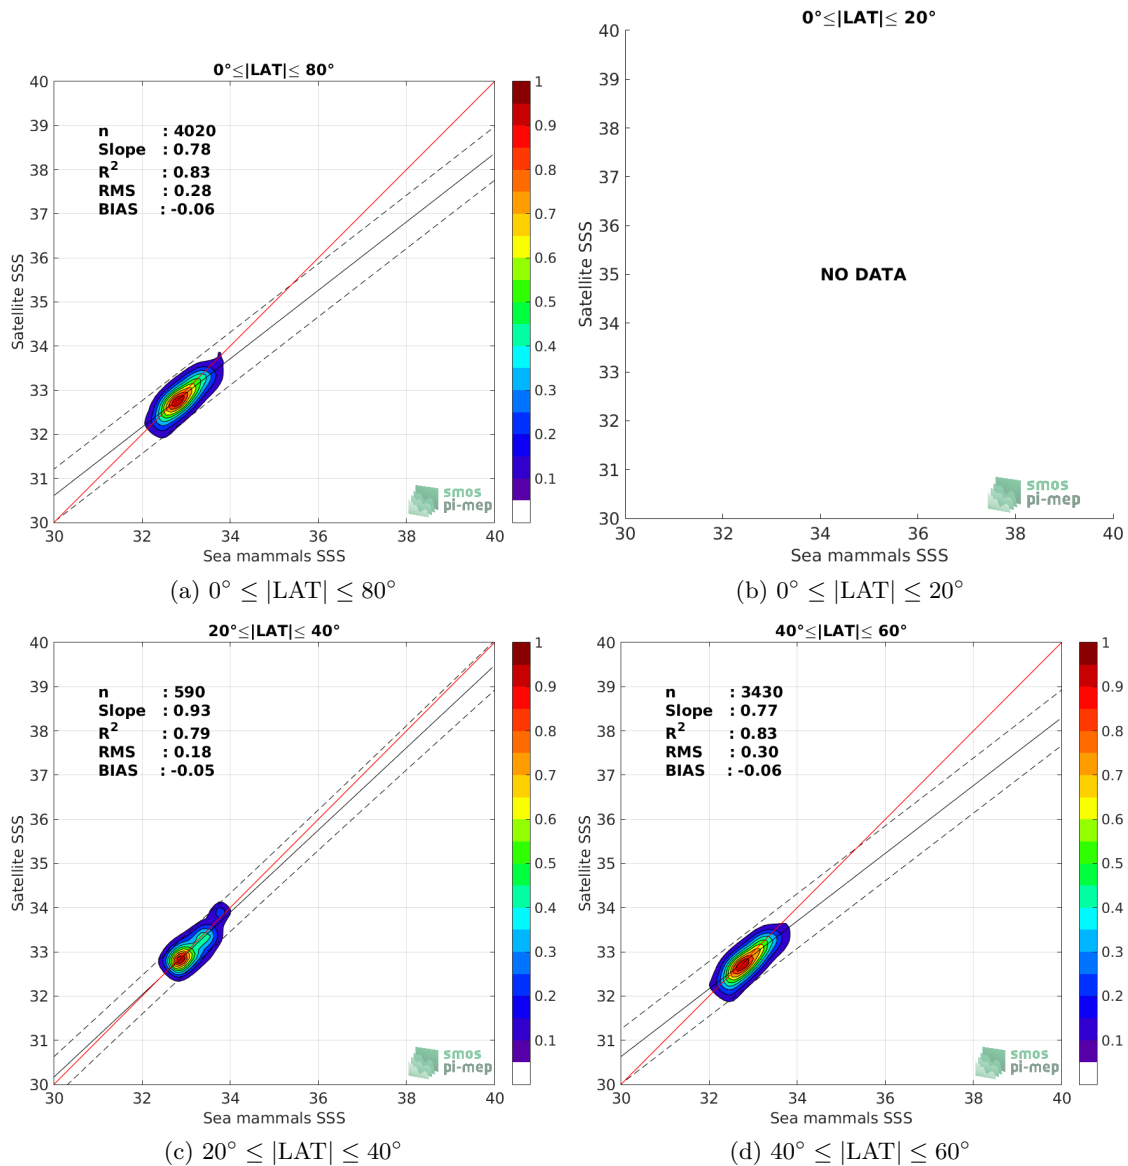 0°≤|LAT|≤ 80°
40
39
38
37
36
35
34
33
32
31
30
Satellite SSS
n : 4020
Slope : 0.78
R² : 0.83
RMS : 0.28
BIAS : -0.06
smos
pi-mep
30 32 34 36 38 40
Sea mammals SSS
1
0.9
0.8
0.7
0.6
0.5
0.4
0.3
0.2
0.1
(a) 0° ≤ |LAT| ≤ 80°
0°≤|LAT|≤ 20°
40
39
38
37
36
35
34
33
32
31
30
Satellite SSS
NO DATA
smos
pi-mep
30 32 34 36 38 40
Sea mammals SSS
(b) 0° ≤ |LAT| ≤ 20°
20°≤|LAT|≤ 40°
40
39
38
37
36
35
34
33
32
31
30
Satellite SSS
n : 590
Slope : 0.93
R² : 0.79
RMS : 0.18
BIAS : -0.05
smos
pi-mep
30 32 34 36 38 40
Sea mammals SSS
1
0.9
0.8
0.7
0.6
0.5
0.4
0.3
0.2
0.1
(c) 20° ≤ |LAT| ≤ 40°
40°≤|LAT|≤ 60°
40
39
38
37
36
35
34
33
32
31
30
Satellite SSS
n : 3430
Slope : 0.77
R² : 0.83
RMS : 0.30
BIAS : -0.06
smos
pi-mep
30 32 34 36 38 40
Sea mammals SSS
1
0.9
0.8
0.7
0.6
0.5
0.4
0.3
0.2
0.1
(d) 40° ≤ |LAT| ≤ 60°